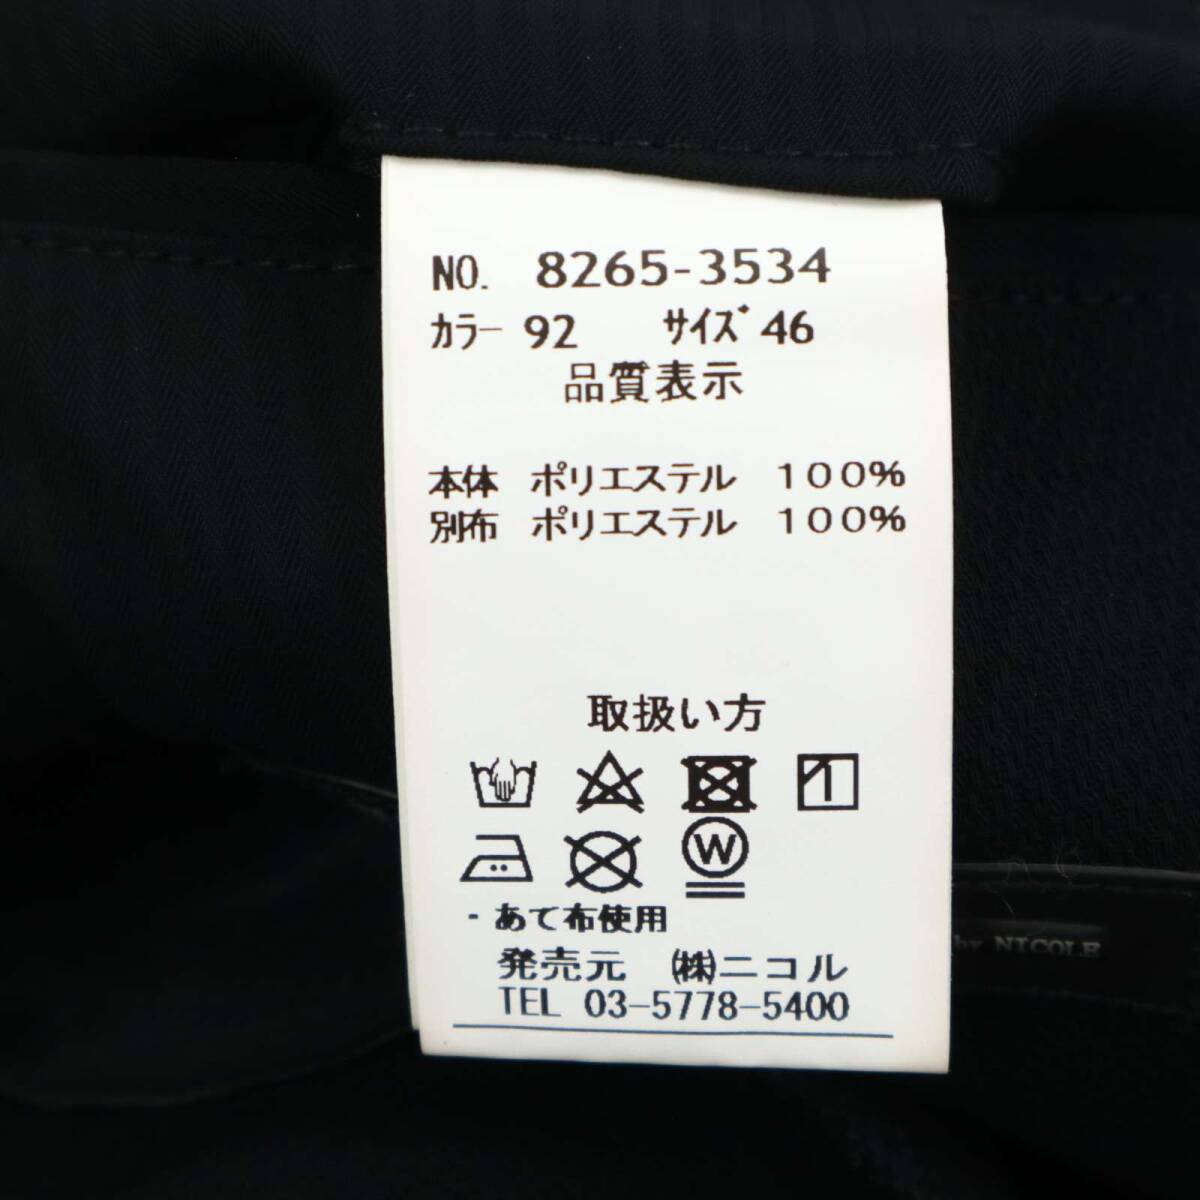 NO. 8265-3534
カラー 92 サイズ 46
品質表示
本体 ポリエステル 100%
別布 ポリエステル 100%
取扱い方
W
・あて布使用
発売元 ㈱ニコル
TEL 03-5778-5400
by NICOLE